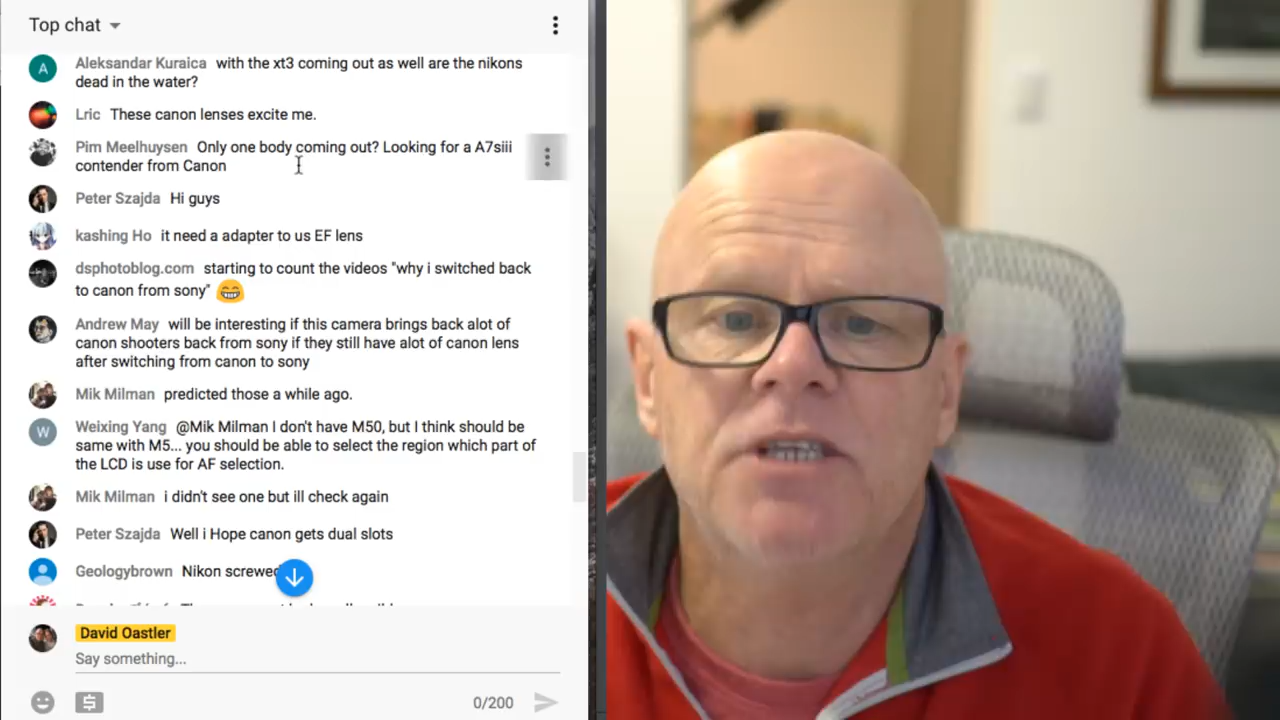 Top chat
Aleksandar Kuraica with the xt3 coming out as well are the nikons
dead in the water?
Lric These canon lenses excite me.
Pim Meelhuysen Only one body coming out? Looking for a A7siii
contender from Canon
Peter Szajda Hi guys
kashing Ho it need a adapter to us EF lens
dsphotoblog.com starting to count the videos "why i switched back
to canon from sony"
Andrew May will be interesting if this camera brings back alot of
canon shooters back from sony if they still have alot of canon lens
after switching from canon to sony
Mik Milman predicted those a while ago.
Weixing Yang @Mik Milman I don't have M50, but I think should be
same with M5... you should be able to select the region which part of
the LCD is use for AF selection.
Mik Milman i didn't see one but ill check again
Peter Szajda Well i Hope canon gets dual slots
Geologybrown Nikon screwed
David Oastler
Say something...
0/200